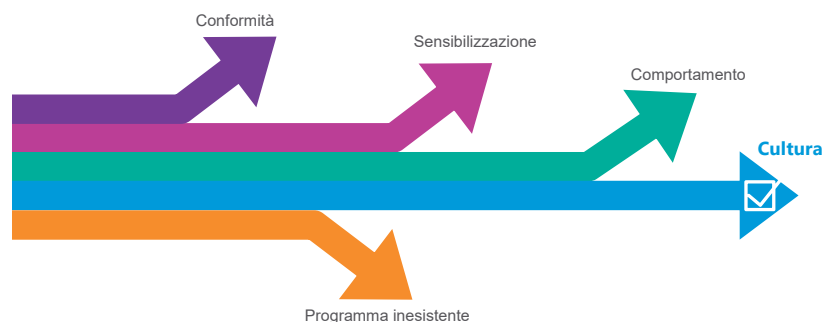 Conformità
Sensibilizzazione
Comportamento
Cultura
Programma inesistente